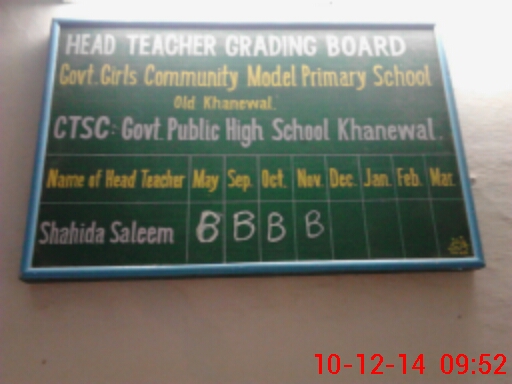 HEAD TEACHER GRADING BOARD
Govt. Girls Community Model Primary School
Old Khanewal.
CTSC: Govt. Public High School Khanewal.
Name of Head Teacher May Sep. Oct. Nov. Dec. Jan. Feb. Mar.
Shahida Saleem B B B B
10-12-14 09:52